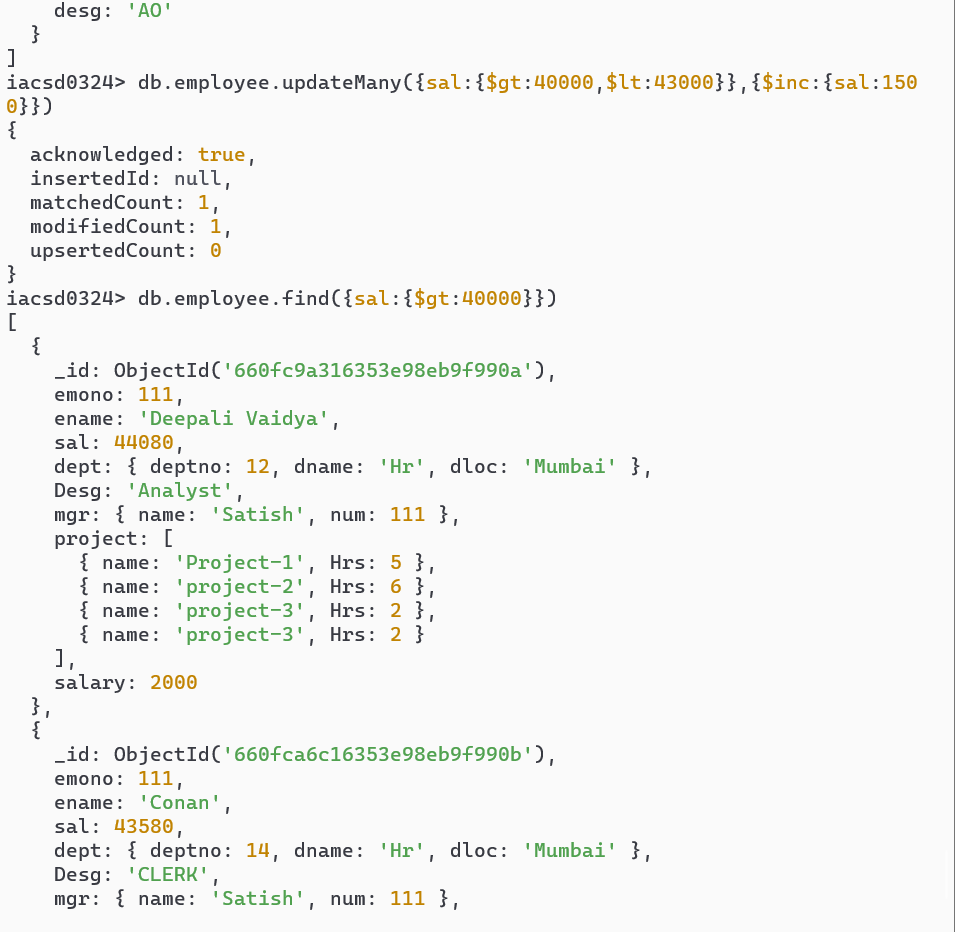 desg: 'AO'
  }
]
iacsd0324> db.employee.updateMany({sal:{$gt:40000,$lt:43000}},{$inc:{sal:150
0}})
{
  acknowledged: true,
  insertedId: null,
  matchedCount: 1,
  modifiedCount: 1,
  upsertedCount: 0
}
iacsd0324> db.employee.find({sal:{$gt:40000}})
[
  {
    _id: ObjectId('660fc9a316353e98eb9f990a'),
    emono: 111,
    ename: 'Deepali Vaidya',
    sal: 44080,
    dept: { deptno: 12, dname: 'Hr', dloc: 'Mumbai' },
    Desg: 'Analyst',
    mgr: { name: 'Satish', num: 111 },
    project: [
      { name: 'Project-1', Hrs: 5 },
      { name: 'project-2', Hrs: 6 },
      { name: 'project-3', Hrs: 2 },
      { name: 'project-3', Hrs: 2 }
    ],
    salary: 2000
  },
  {
    _id: ObjectId('660fca6c16353e98eb9f990b'),
    emono: 111,
    ename: 'Conan',
    sal: 43580,
    dept: { deptno: 14, dname: 'Hr', dloc: 'Mumbai' },
    Desg: 'CLERK',
    mgr: { name: 'Satish', num: 111 },